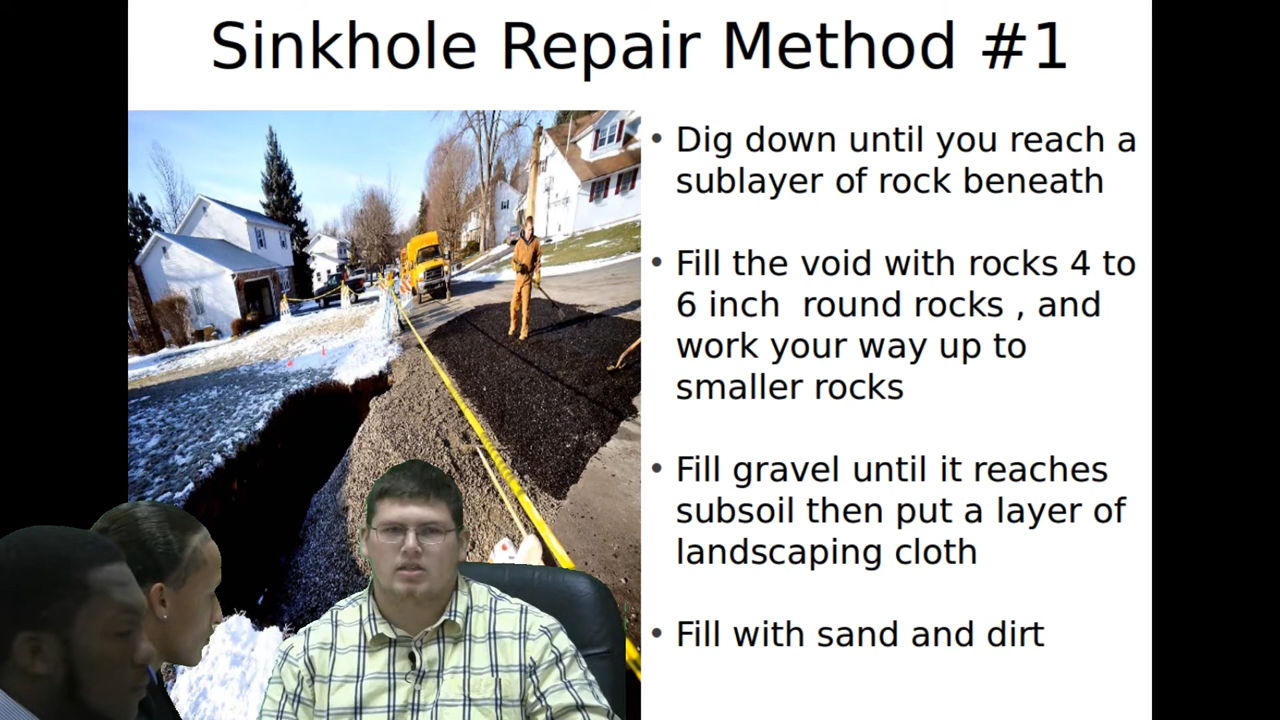 Sinkhole Repair Method #1
• Dig down until you reach a
sublayer of rock beneath
• Fill the void with rocks 4 to
6 inch  round rocks , and
work your way up to
smaller rocks
• Fill gravel until it reaches
subsoil then put a layer of
landscaping cloth
• Fill with sand and dirt